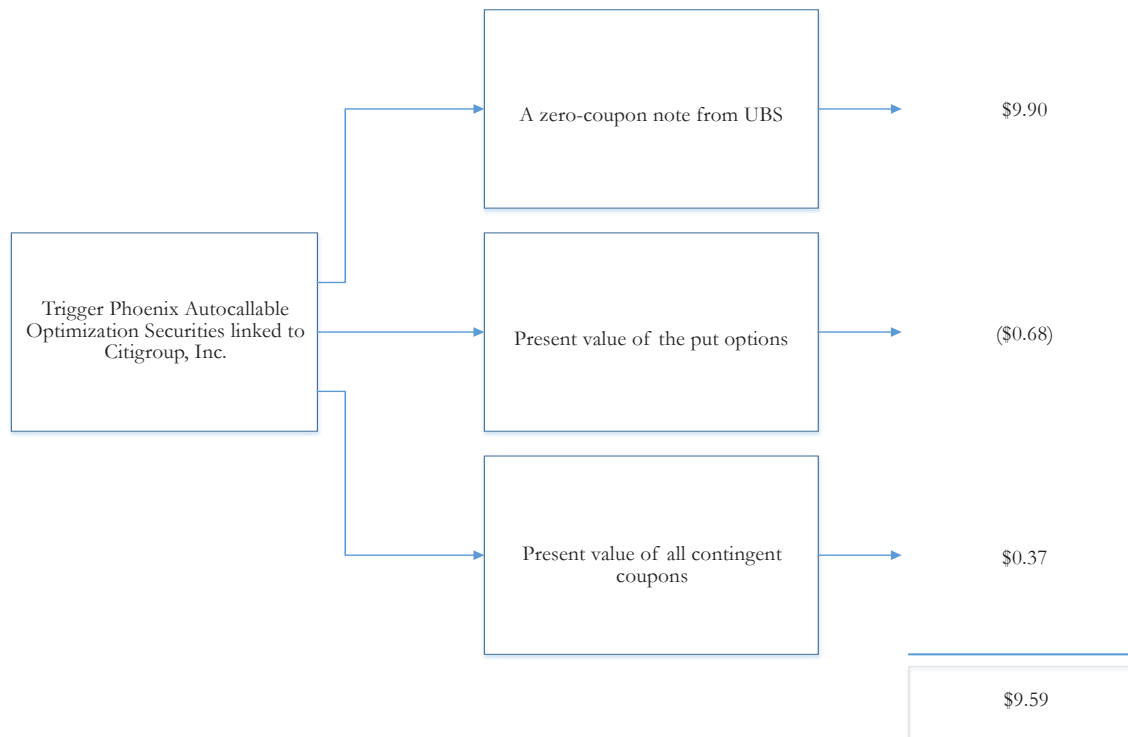 A zero-coupon note from UBS
$9.90
Trigger Phoenix Autocallable
Optimization Securities linked to
Citigroup, Inc.
Present value of the put options
($0.68)
Present value of all contingent
coupons
$0.37
$9.59